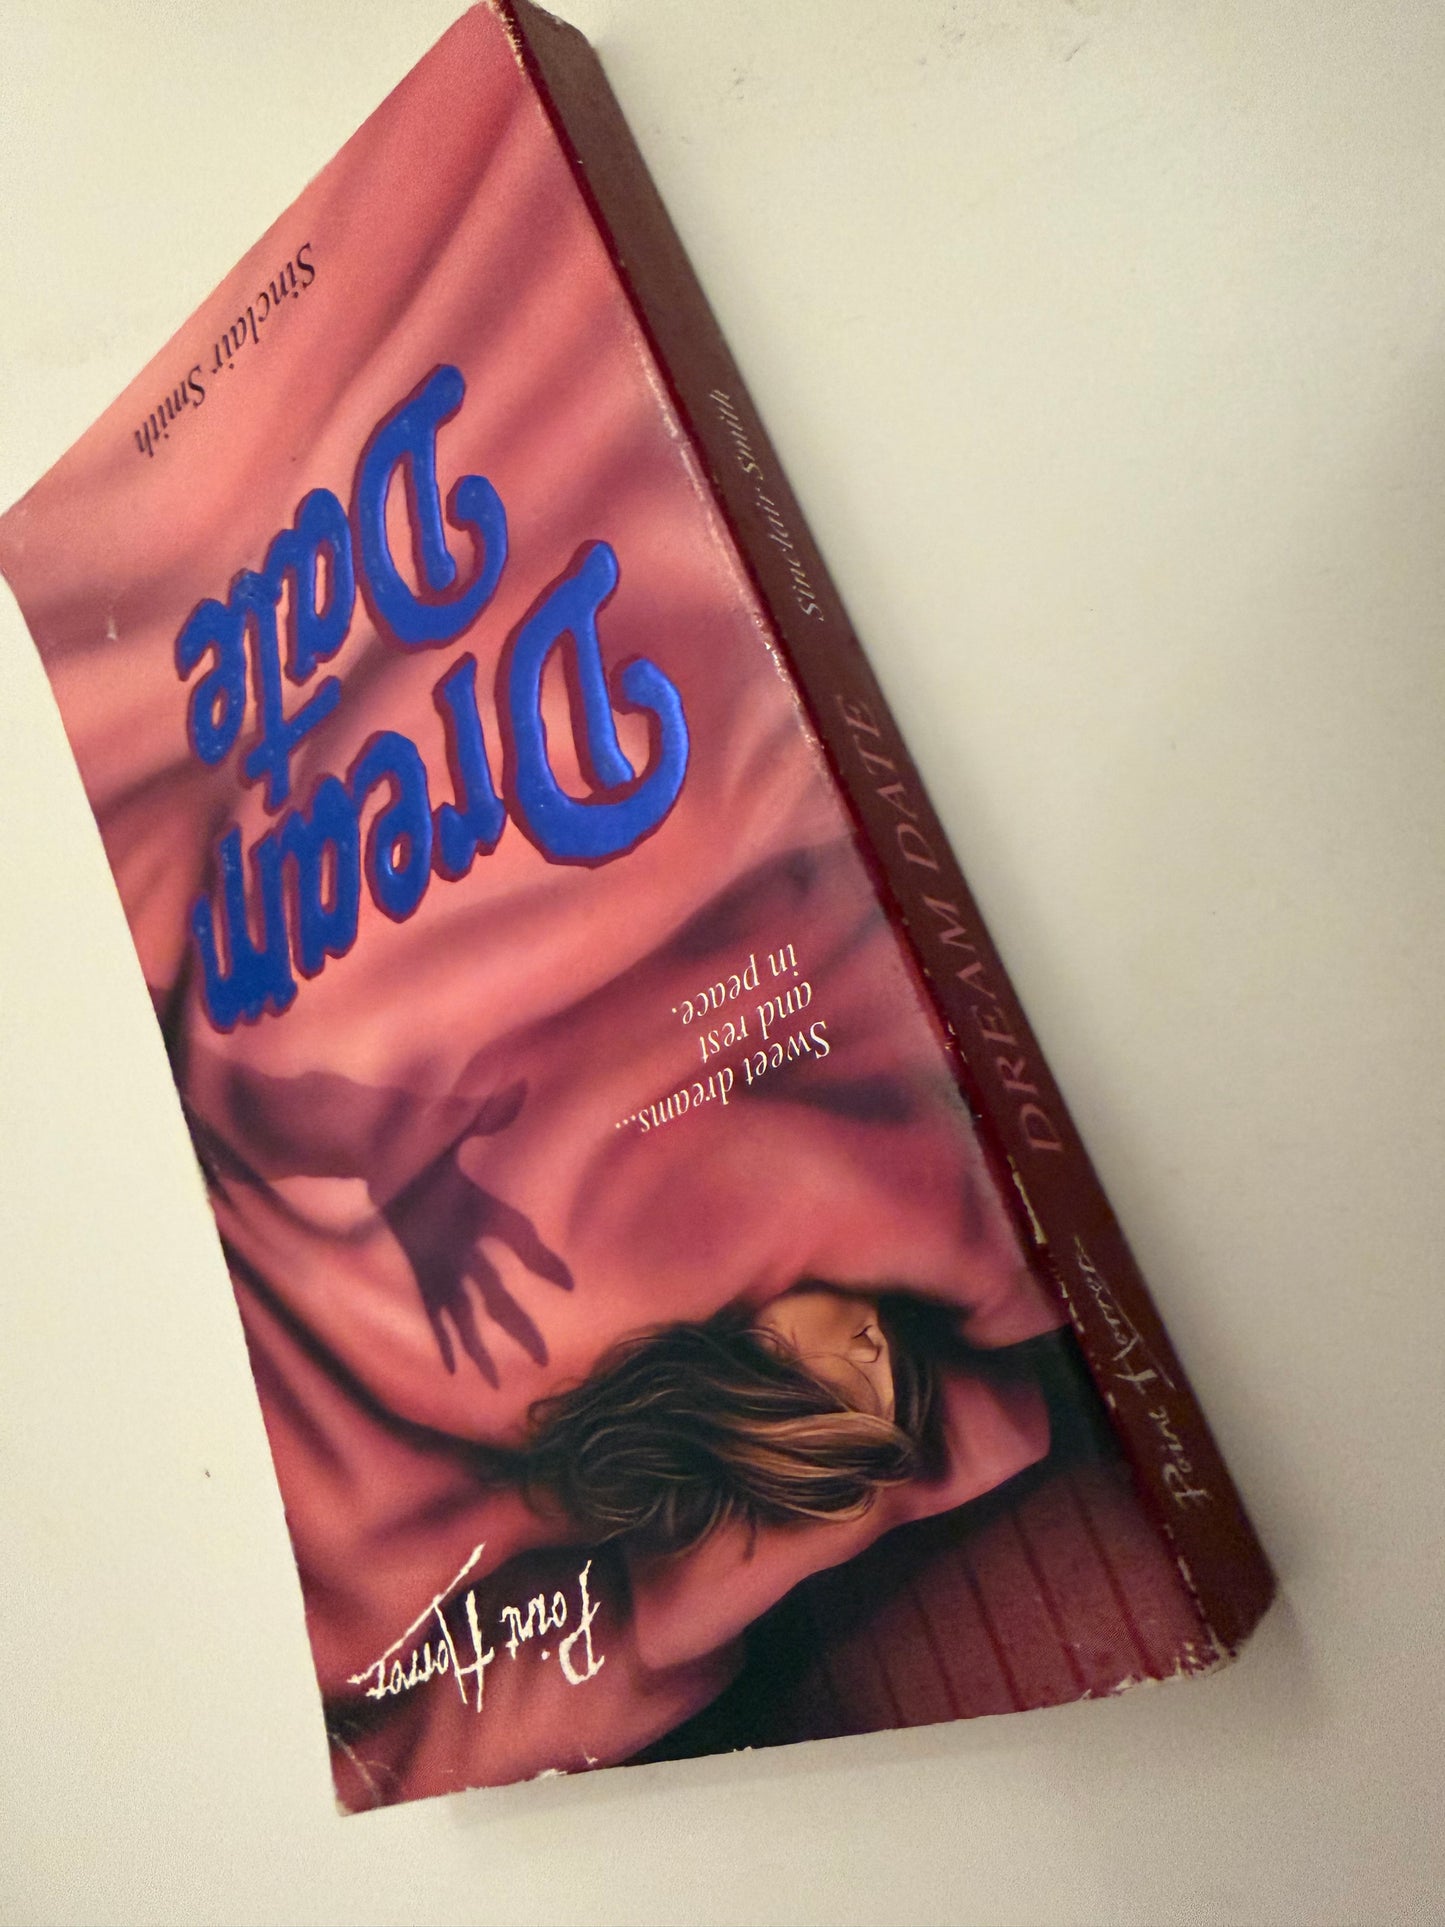 Point Horror
Sweet dreams...
and rest
in peace.
Dream
Date
Sinclair Smith
Point Horror
DREAM DATE
Sinclair Smith